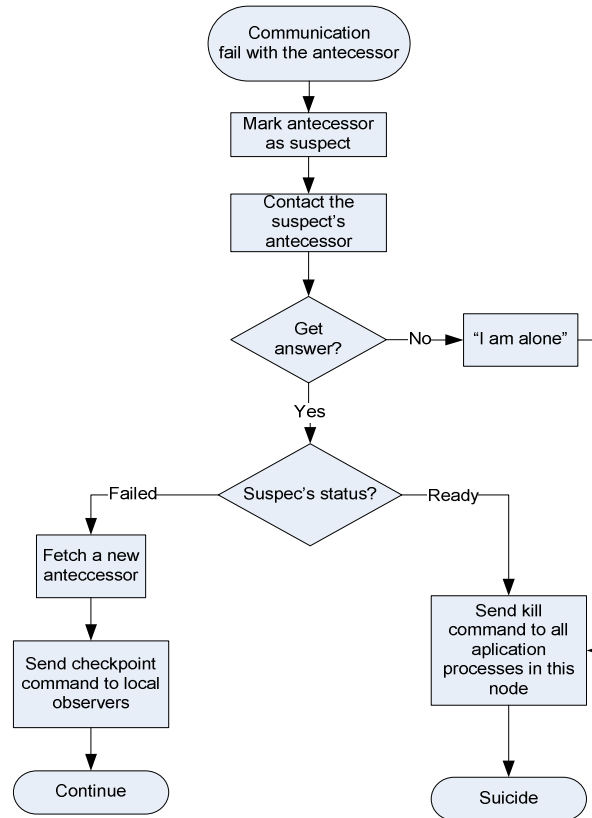 Communication
fail with the antecessor
Mark antecessor
as suspect
Contact the
suspect's
antecessor
Get
answer?
No
“I am alone”
Yes
Suspec's status?
Failed
Ready
Fetch a new
anteccessor
Send checkpoint
command to local
observers
Continue
Send kill
command to all
aplication
processes in this
node
Suicide